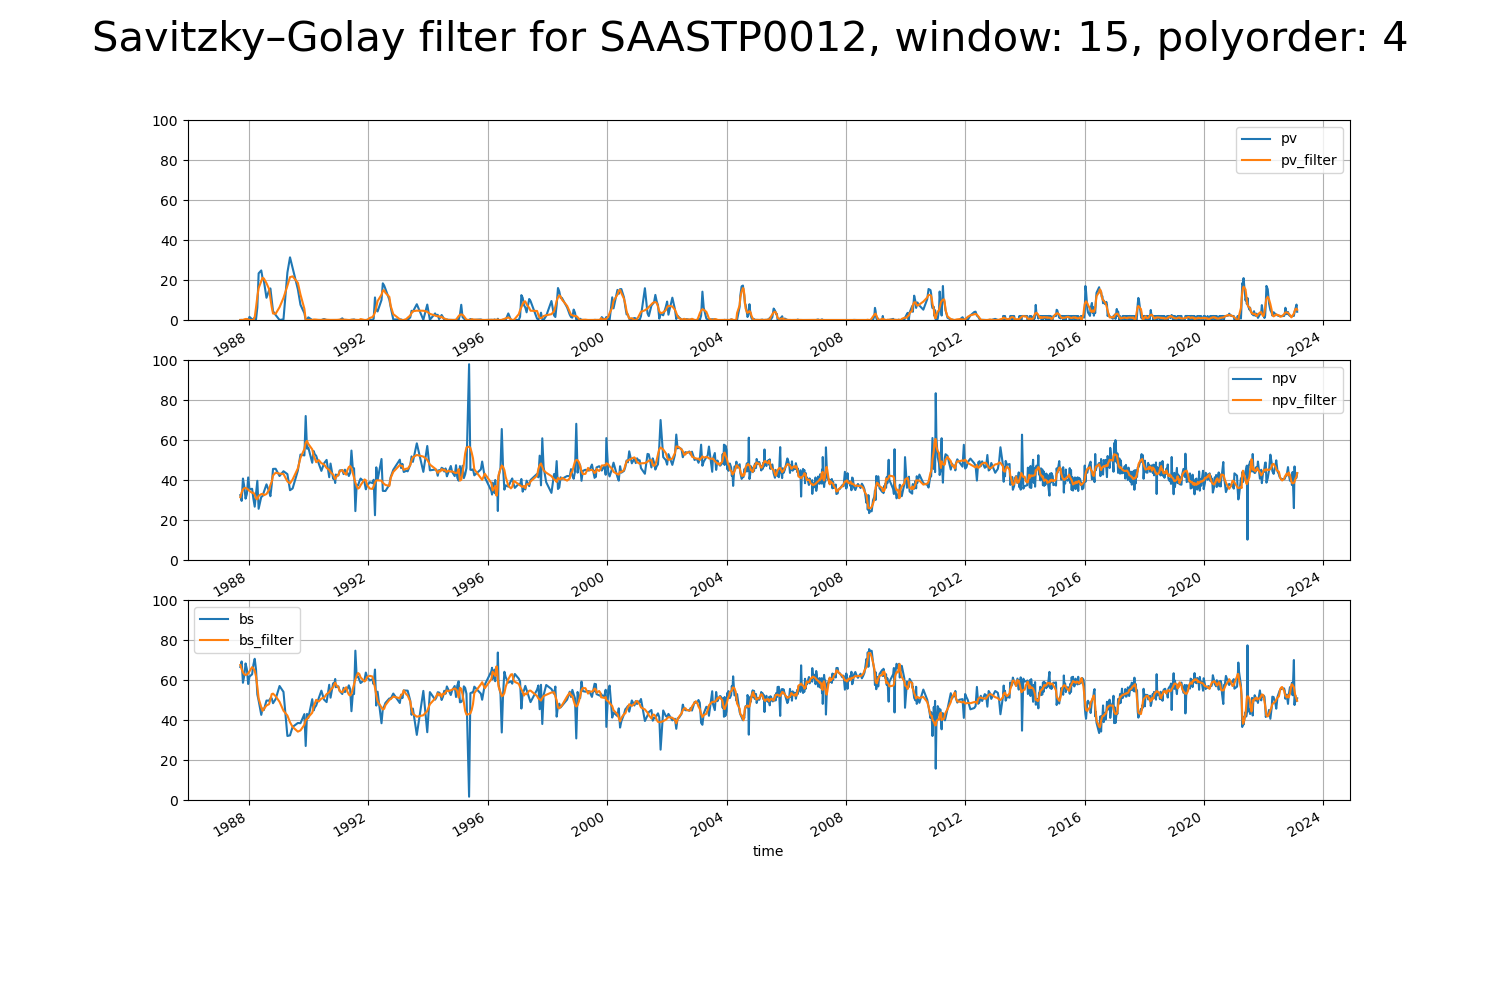 Savitzky–Golay filter for SAASTP0012, window: 15, polyorder: 4
100
80
60
40
20
0
pv
pv_filter
1988 1992 1996 2000 2004 2008 2012 2016 2020 2024
100
80
60
40
20
0
npv
npv_filter
1988 1992 1996 2000 2004 2008 2012 2016 2020 2024
100
80
60
40
20
0
bs
bs_filter
1988 1992 1996 2000 2004 2008 2012 2016 2020 2024
time